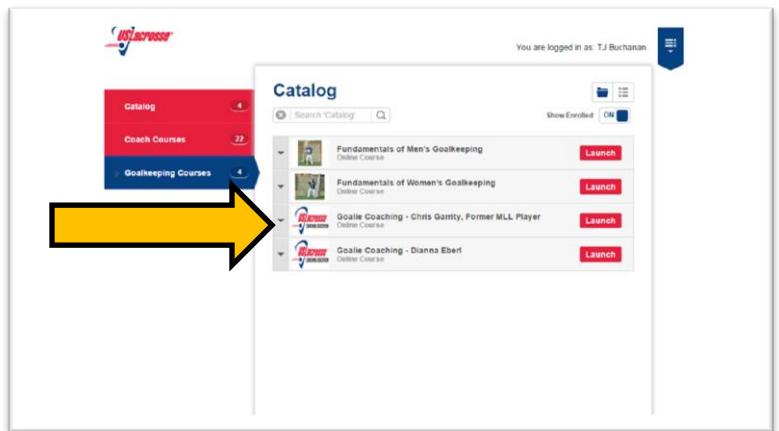 USLacrosse
You are logged in as: TJ Buchanan
Catalog
4
Coach Courses
22
Goalkeeping Courses
4
Catalog
Search 'Catalog'
Show Enrolled
ON
Fundamentals of Men's Goalkeeping
Online Course
Launch
Fundamentals of Women's Goalkeeping
Online Course
Launch
USLacrosse
Goalie Coaching - Chris Garrity, Former MLL Player
Online Course
Launch
USLacrosse
Goalie Coaching - Dianna Eberl
Online Course
Launch